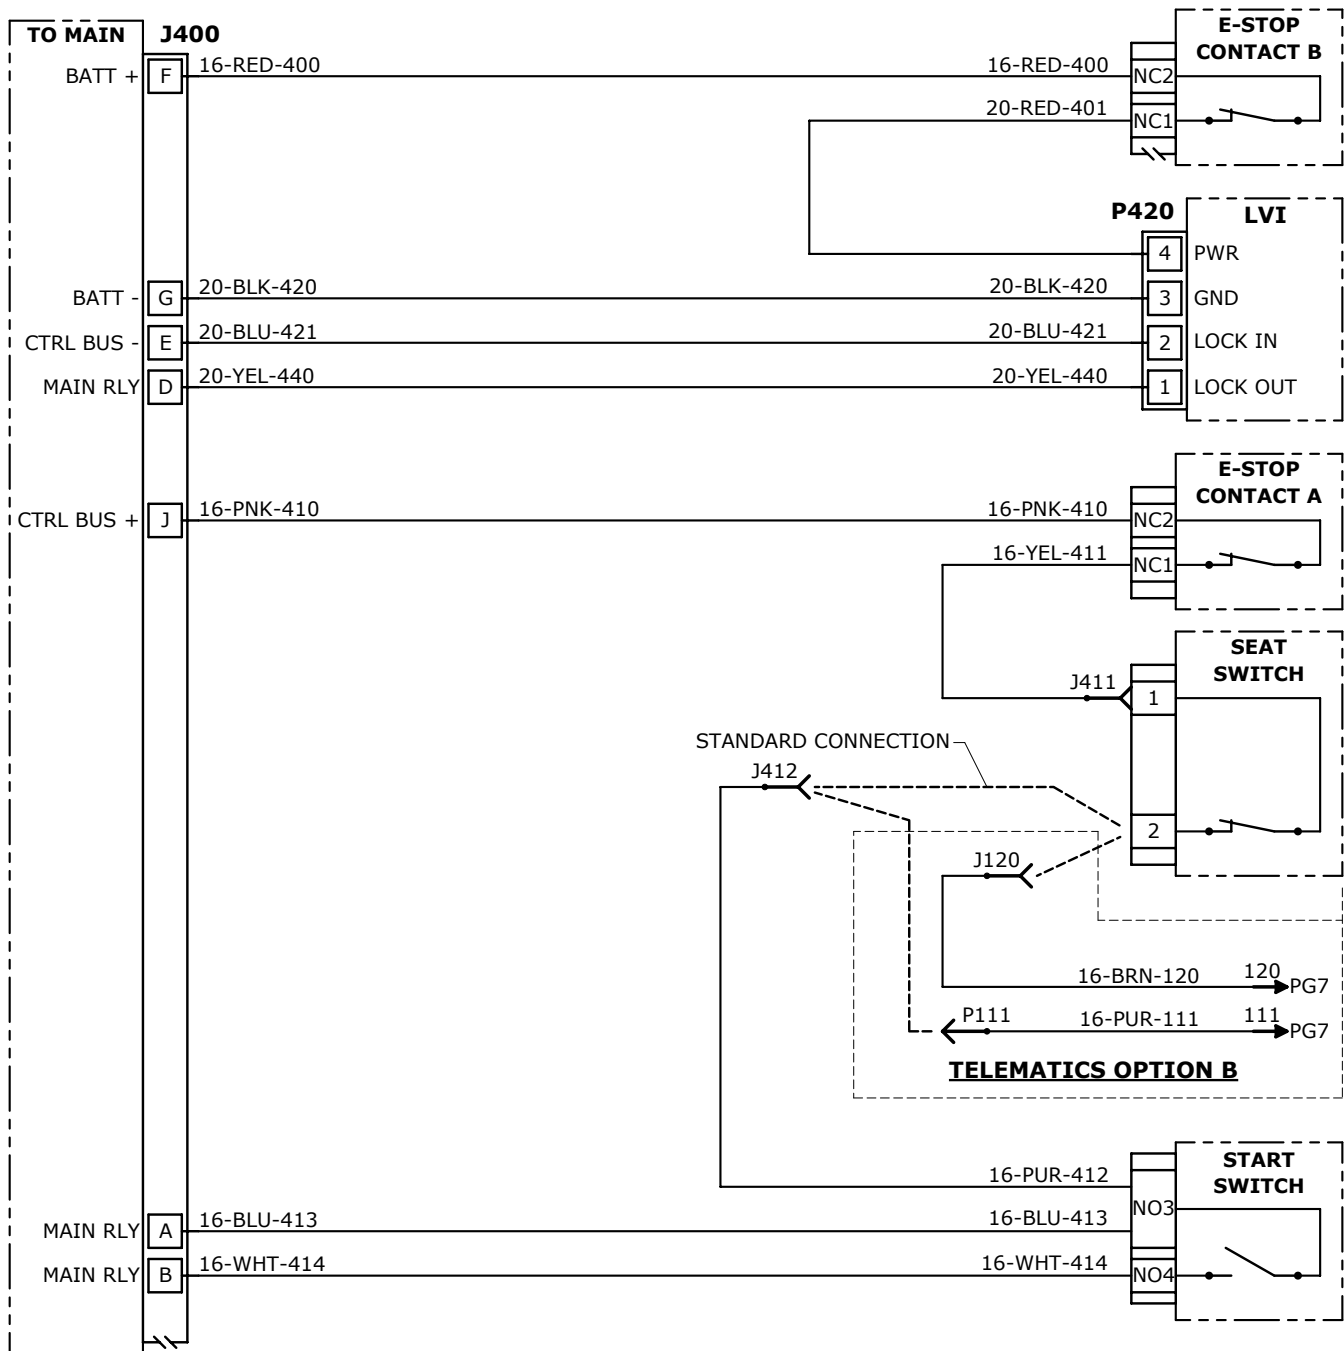 TO MAIN
J400
E-STOP
CONTACT B
BATT +
F
16-RED-400
16-RED-400
NC2
20-RED-401
NC1
P420
LVI
4
PWR
BATT -
G
20-BLK-420
20-BLK-420
3
GND
CTRL BUS -
E
20-BLU-421
20-BLU-421
2
LOCK IN
MAIN RLY
D
20-YEL-440
20-YEL-440
1
LOCK OUT
E-STOP
CONTACT A
CTRL BUS +
J
16-PNK-410
16-PNK-410
NC2
16-YEL-411
NC1
SEAT
SWITCH
J411
1
STANDARD CONNECTION
J412
2
J120
16-BRN-120
120
PG7
P111
16-PUR-111
111
PG7
TELEMATICS OPTION B
START
SWITCH
16-PUR-412
NO3
MAIN RLY
A
16-BLU-413
16-BLU-413
MAIN RLY
B
16-WHT-414
16-WHT-414
NO4